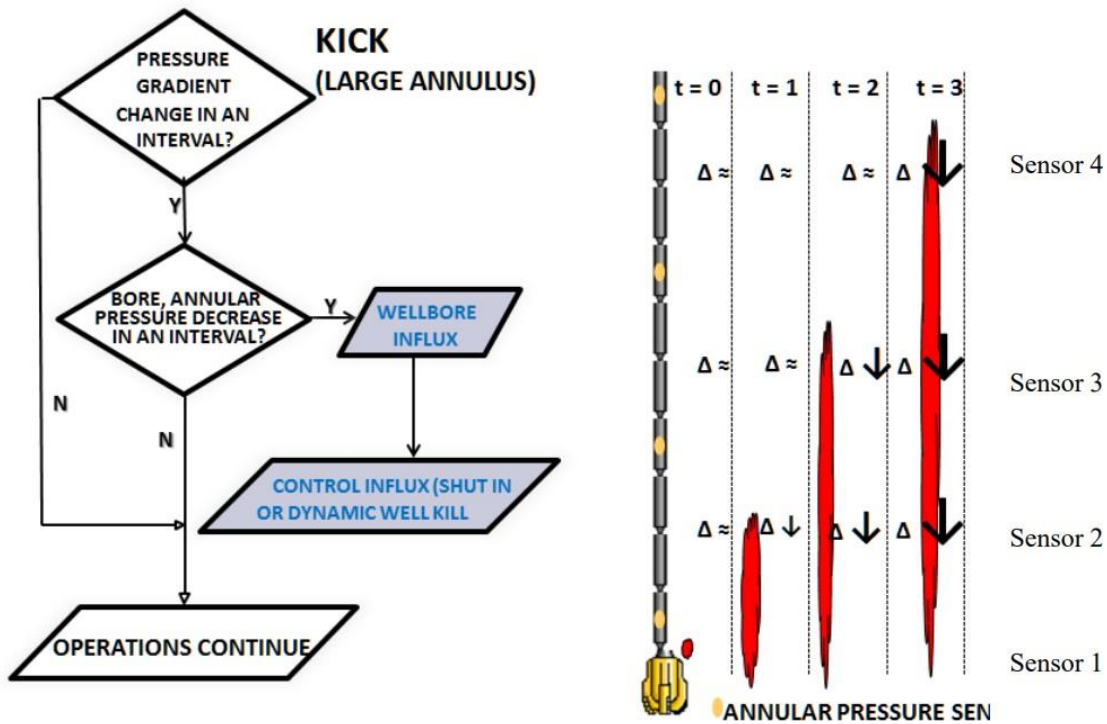 KICK
(LARGE ANNULUS)
PRESSURE
GRADIENT
CHANGE IN AN
INTERVAL?
Y
BORE, ANNULAR
PRESSURE DECREASE
IN AN INTERVAL?
Y
WELLBORE
INFLUX
N
N
CONTROL INFLUX (SHUT IN
OR DYNAMIC WELL KILL
OPERATIONS CONTINUE
t = 0 t = 1 t = 2 t = 3
Δ ≈ Δ ≈ Δ ≈ Δ ↓ Sensor 4
Δ ≈ Δ ≈ Δ ↓ Δ ↓ Sensor 3
Δ ≈ Δ ↓ Δ ↓ Δ ↓ Sensor 2
Sensor 1
ANNULAR PRESSURE SEN